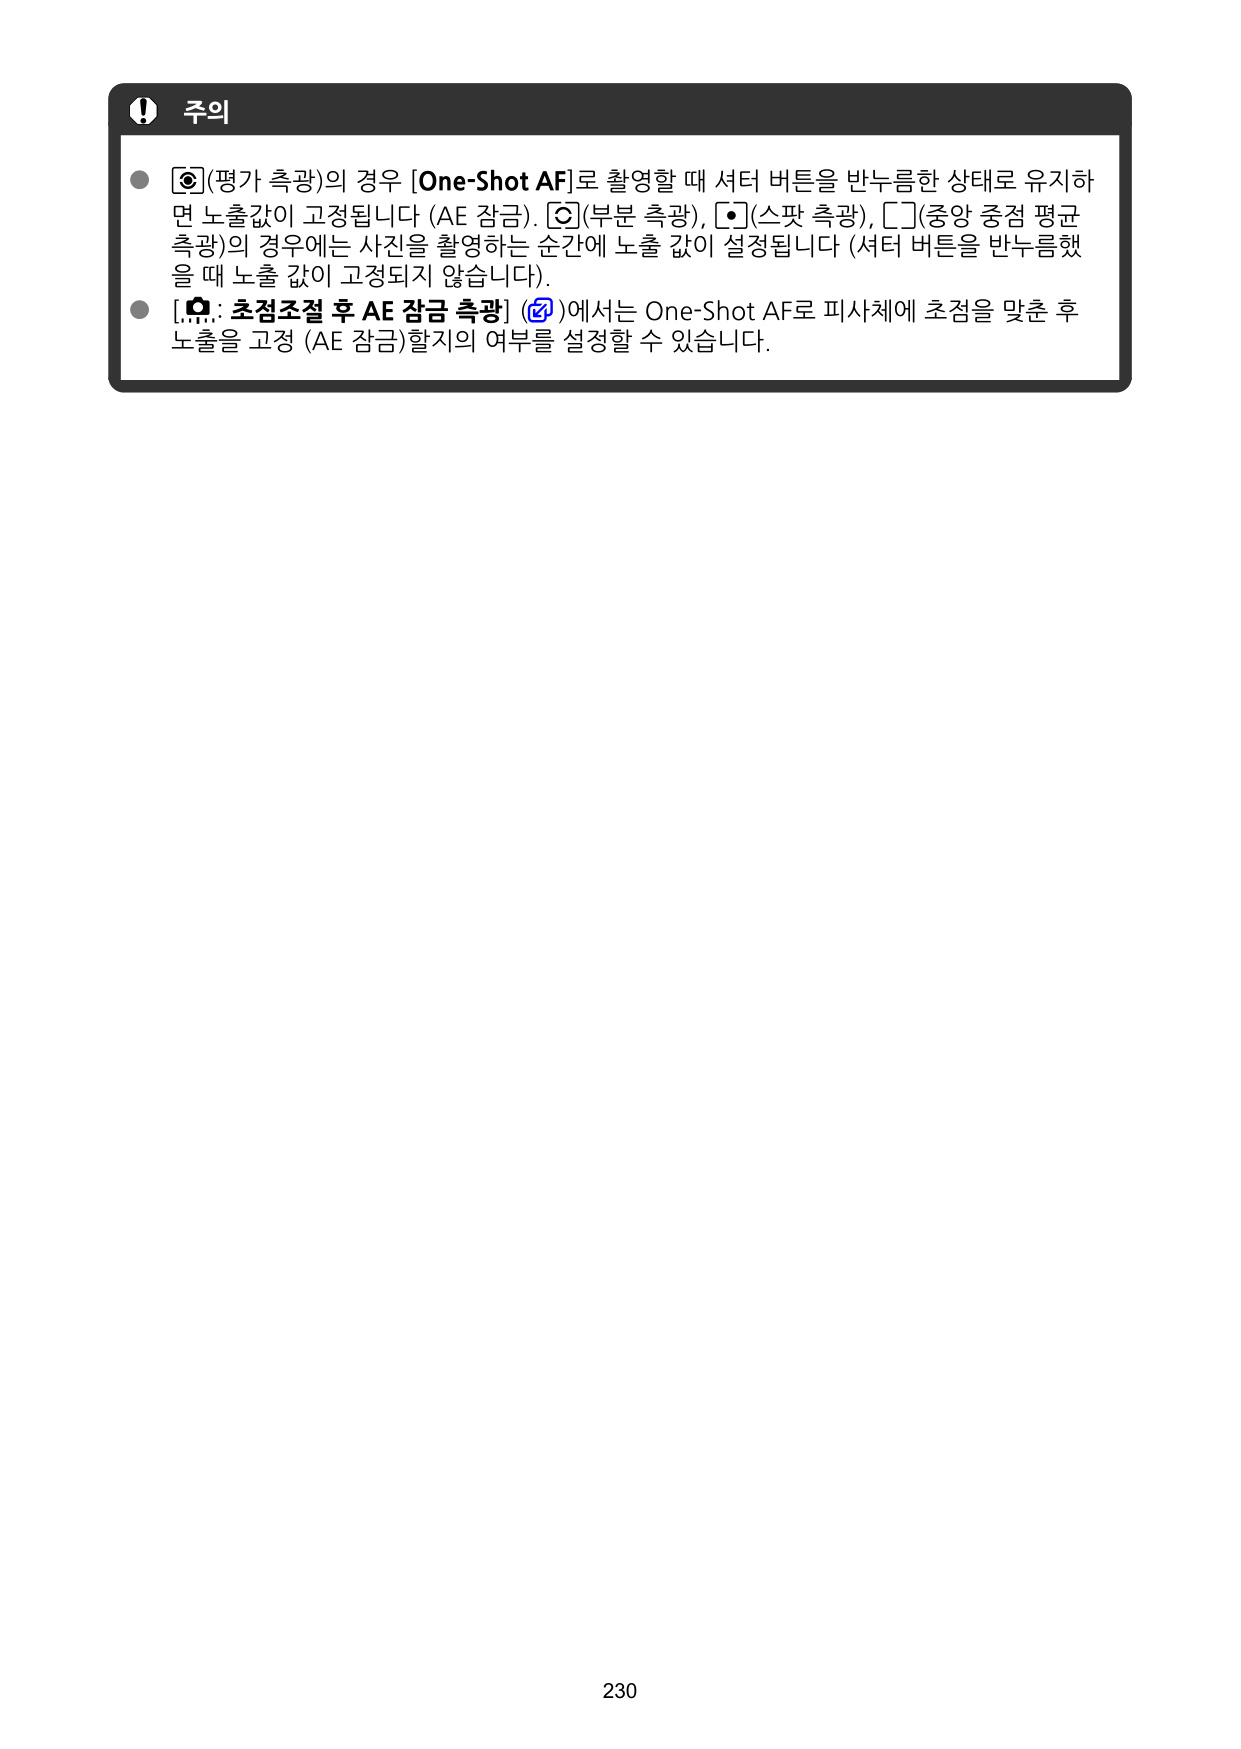 주의
(평가 측광)의 경우 [One-Shot AF]로 촬영할 때 셔터 버튼을 반누름한 상태로 유지하
면 노출값이 고정됩니다 (AE 잠금). (부분 측광), (스팟 측광), (중앙 중점 평균
측광)의 경우에는 사진을 촬영하는 순간에 노출 값이 설정됩니다 (셔터 버튼을 반누름했
을 때 노출 값이 고정되지 않습니다).
[: 초점조절 후 AE 잠금 측광] ()에서는 One-Shot AF로 피사체에 초점을 맞춘 후
노출을 고정 (AE 잠금)할지의 여부를 설정할 수 있습니다.
230